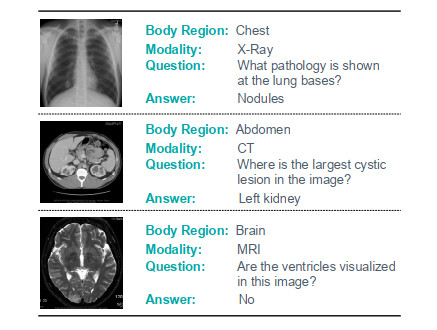 Body Region: Chest
Modality: X-Ray
Question: What pathology is shown
at the lung bases?
Answer: Nodules
Body Region: Abdomen
Modality: CT
Question: Where is the largest cystic
lesion in the image?
Answer: Left kidney
Body Region: Brain
Modality: MRI
Question: Are the ventricles visualized
in this image?
Answer: No